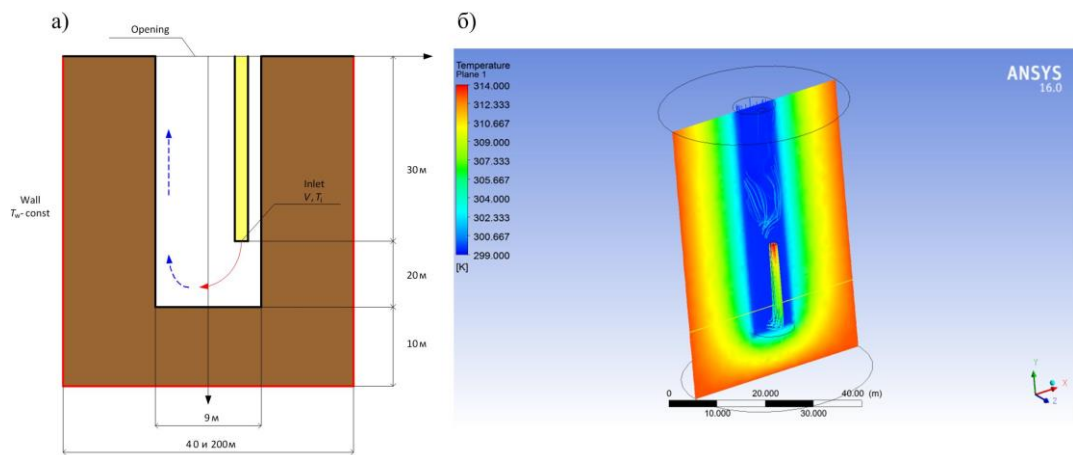 а)
Opening
30м
Inlet
V, Ti
Wall
Tw- const
20м
10м
9м
40 и 200м
б)
Temperature
Plane 1
314.000
312.333
310.667
309.000
307.333
305.667
304.000
302.333
300.667
299.000
[K]
ANSYS
16.0
0
20.000
40.00
(m)
10.000
30.000
Y
X
Z